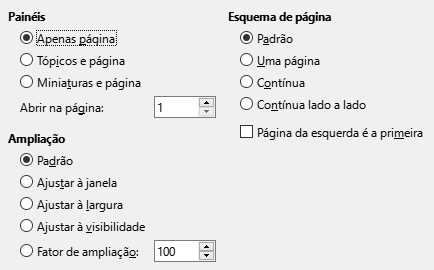 Painéis
Apenas página
Tópicos e página
Miniaturas e página
Abrir na página: 1
Ampliação
Padrão
Ajustar à janela
Ajustar à largura
Ajustar à visibilidade
Fator de ampliação: 100
Esquema de página
Padrão
Uma página
Contínua
Contínua lado a lado
Página da esquerda é a primeira